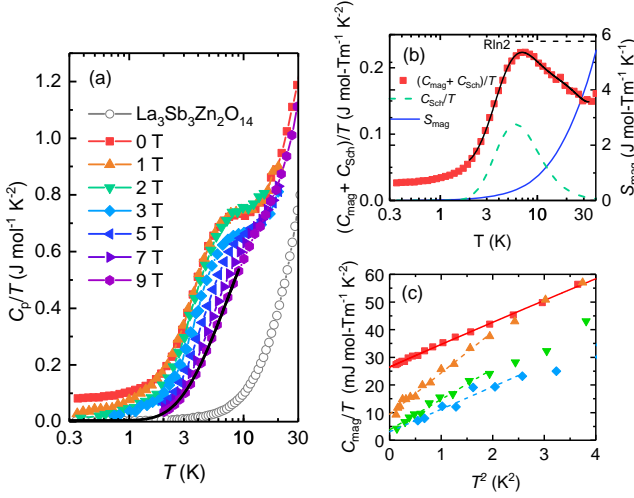 (a)
La3Sb3Zn2O14
0 T
1 T
2 T
3 T
5 T
7 T
9 T
1.2
1.0
0.8
0.6
0.4
0.2
0.0
0.3 1 3 10 30
T (K)
Cp/T (J mol-1 K-2)
(b)
Rln2
(Cmag+ CSch)/T
CSch/T
Smag
0.2
0.1
0.0
6
5
4
3
2
1
0
1 3 10 30
T (K)
(Cmag + CSch)/T (J mol-Tm-1 K-2)
Smag(J mol-Tm-1 K-2)
(c)
60
50
40
30
20
10
0
0 1 2 3 4
T2 (K2)
Cmag/T (mJ mol-Tm-1 K-2)